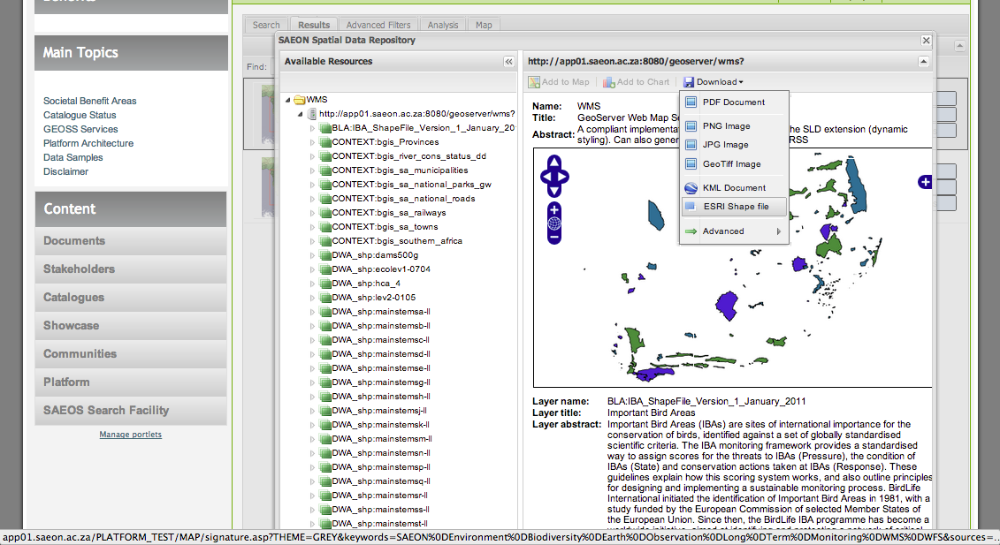 Main Topics
Societal Benefit Areas
Catalogue Status
GEOSS Services
Platform Architecture
Data Samples
Disclaimer
Content
Documents
Stakeholders
Catalogues
Showcase
Communities
Platform
SAEOS Search Facility
Manage portlets
Search
Results
Advanced Filters
Analysis
Map
Find:
SAEON Spatial Data Repository
Available Resources
WMS
http://app01.saeon.ac.za:8080/geoserver/wms?
BLA:IBA_ShapeFile_Version_1_January_20
CONTEXT:bgis_Provinces
CONTEXT:bgis_river_cons_status_dd
CONTEXT:bgis_sa_municipalities
CONTEXT:bgis_sa_national_parks_gw
CONTEXT:bgis_sa_national_roads
CONTEXT:bgis_sa_railways
CONTEXT:bgis_sa_towns
CONTEXT:bgis_southern_africa
DWA_shp:dams500g
DWA_shp:ecolev1-0704
DWA_shp:hca_4
DWA_shp:lev2-0105
DWA_shp:mainstemsa-ll
DWA_shp:mainstemsb-ll
DWA_shp:mainstemsc-ll
DWA_shp:mainstemsd-ll
DWA_shp:mainstemse-ll
DWA_shp:mainstemsg-ll
DWA_shp:mainstemsh-ll
DWA_shp:mainstemsj-ll
DWA_shp:mainstemsk-ll
DWA_shp:mainstemsm-ll
DWA_shp:mainstemsn-ll
DWA_shp:mainstemsp-ll
DWA_shp:mainstemsq-ll
DWA_shp:mainstemsr-ll
DWA_shp:mainstemss-ll
DWA_shp:mainstemst-ll
http://app01.saeon.ac.za:8080/geoserver/wms?
Add to Map
Add to Chart
Download
PDF Document
PNG Image
JPG Image
GeoTiff Image
KML Document
ESRI Shape file
Advanced
Name: WMS
Title: GeoServer Web Map Se
Abstract: A compliant implementa he SLD extension (dynamic
styling). Can also gener RSS
Layer name: BLA:IBA_ShapeFile_Version_1_January_2011
Layer title: Important Bird Areas
Layer abstract: Important Bird Areas (IBAs) are sites of international importance for the
conservation of birds, identified against a set of globally standardised
scientific criteria. The IBA monitoring framework provides a standardised
way to assign scores for the threats to IBAs (Pressure), the condition of
IBAs (State) and conservation actions taken at IBAs (Response). These
guidelines explain how this scoring system works, and also outline principles
for designing and implementing a sustainable monitoring process. BirdLife
International initiated the identification of Important Bird Areas in 1981, with a
study funded by the European Commission of selected Member States of
the European Union. Since then, the BirdLife IBA programme has become a
app01.saeon.ac.za/PLATFORM_TEST/MAP/signature.asp?THEME=GREY&keywords=SAEON%0DEnvironment%0DBiodiversity%0DEarth%0DObservation%0DLong%0DTerm%0DMonitoring%0DWMS%0DWFS&sources=...